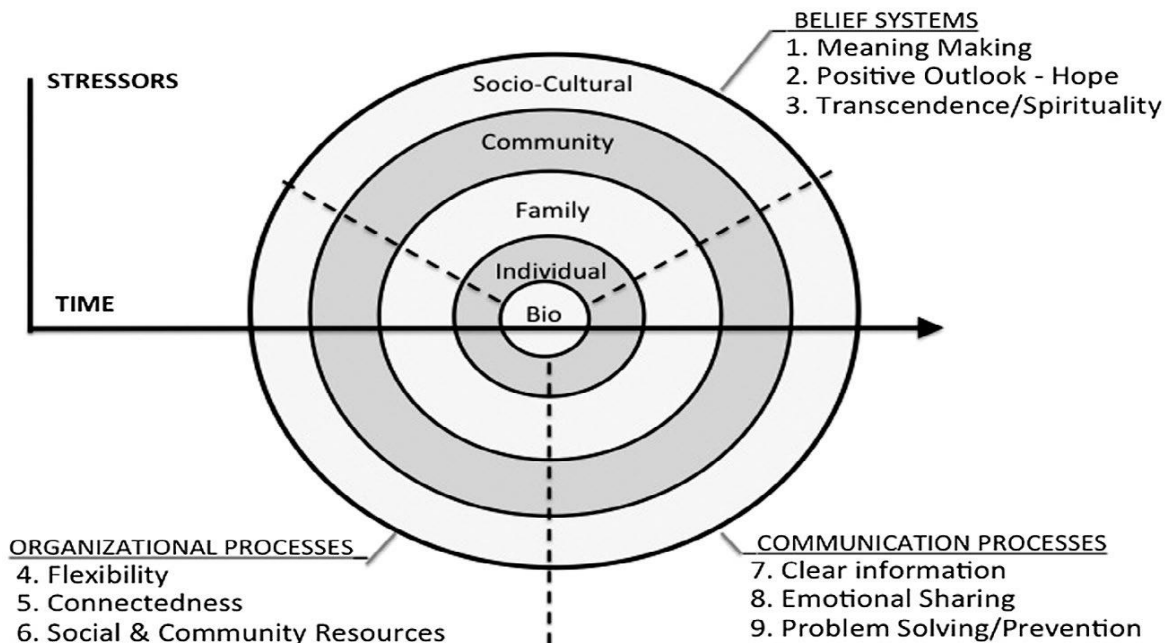 BELIEF SYSTEMS
1. Meaning Making
2. Positive Outlook - Hope
3. Transcendence/Spirituality
STRESSORS
Socio-Cultural
Community
Family
Individual
Bio
TIME
ORGANIZATIONAL PROCESSES
4. Flexibility
5. Connectedness
6. Social & Community Resources
COMMUNICATION PROCESSES
7. Clear information
8. Emotional Sharing
9. Problem Solving/Prevention